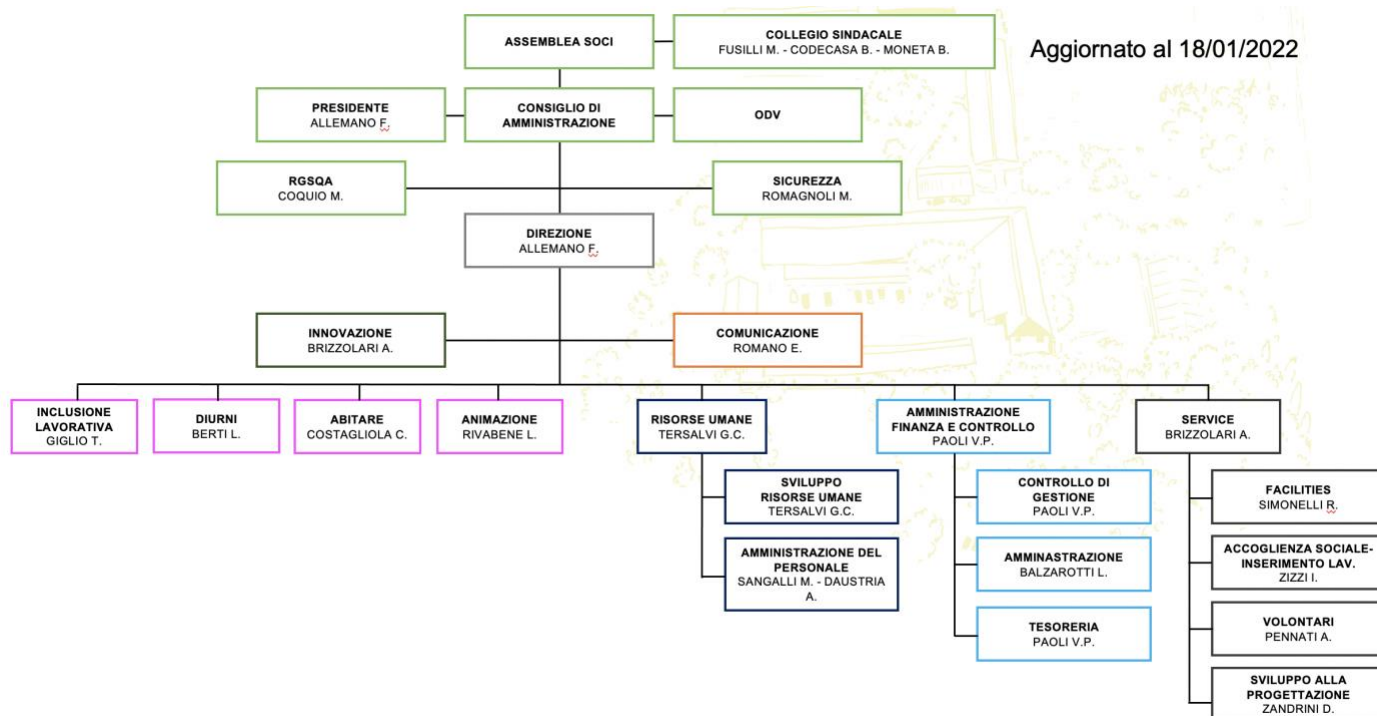 ASSEMBLEA SOCI
COLLEGIO SINDACALE
FUSILLI M. - CODECASA B. - MONETA B.
Aggiornato al 18/01/2022
PRESIDENTE
ALLEMANO F.
CONSIGLIO DI
AMMINISTRAZIONE
ODV
RGSQA
COQUIO M.
SICUREZZA
ROMAGNOLI M.
DIREZIONE
ALLEMANO F.
INNOVAZIONE
BRIZZOLARI A.
COMUNICAZIONE
ROMANO E.
INCLUSIONE
LAVORATIVA
GIGLIO T.
DIURNI
BERTI L.
ABITARE
COSTAGLIOLA C.
ANIMAZIONE
RIVABENE L.
RISORSE UMANE
TERSALVI G.C.
AMMINISTRAZIONE
FINANZA E CONTROLLO
PAOLI V.P.
SERVICE
BRIZZOLARI A.
SVILUPPO
RISORSE UMANE
TERSALVI G.C.
AMMINISTRAZIONE DEL
PERSONALE
SANGALLI M. - DAUSTRIA
A.
CONTROLLO DI
GESTIONE
PAOLI V.P.
AMMINASTRAZIONE
BALZAROTTI L.
TESORERIA
PAOLI V.P.
FACILITIES
SIMONELLI R.
ACCOGLIENZA SOCIALE-
INSERIMENTO LAV.
ZIZZI I.
VOLONTARI
PENNATI A.
SVILUPPO ALLA
PROGETTAZIONE
ZANDRINI D.